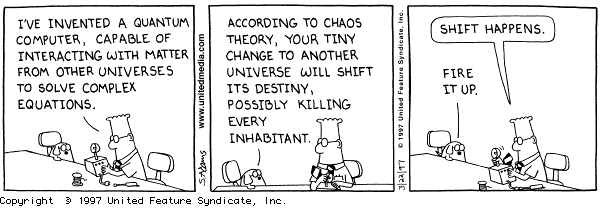 I'VE INVENTED A QUANTUM
COMPUTER, CAPABLE OF
INTERACTING WITH MATTER
FROM OTHER UNIVERSES
TO SOLVE COMPLEX
EQUATIONS.
www.unitedmedia.com
ACCORDING TO CHAOS
THEORY, YOUR TINY
CHANGE TO ANOTHER
UNIVERSE WILL SHIFT
ITS DESTINY,
POSSIBLY KILLING
EVERY
INHABITANT.
S.Adams
3/22/97 © 1997 United Feature Syndicate, Inc.
SHIFT HAPPENS.
FIRE
IT UP.
Copyright © 1997 United Feature Syndicate, Inc.